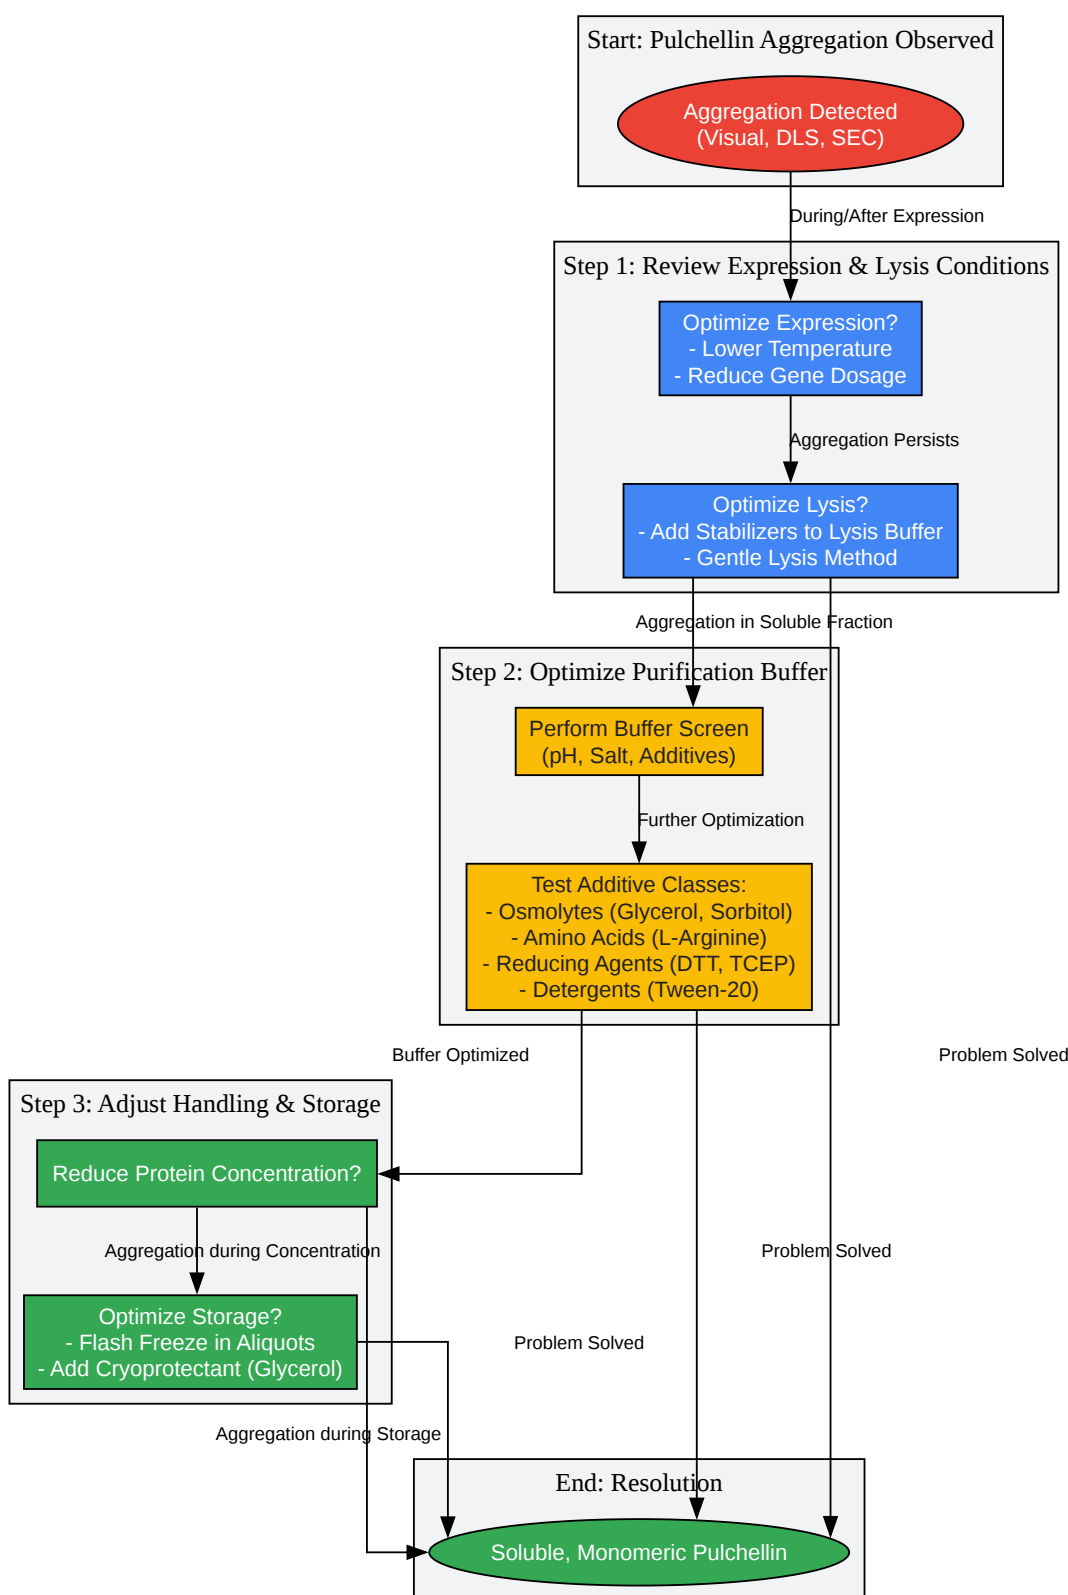 Start: Pulchellin Aggregation Observed
Aggregation Detected
(Visual, DLS, SEC)
During/After Expression
Step 1: Review Expression & Lysis Conditions
Optimize Expression?
- Lower Temperature
- Reduce Gene Dosage
Aggregation Persists
Optimize Lysis?
- Add Stabilizers to Lysis Buffer
- Gentle Lysis Method
Aggregation in Soluble Fraction
Step 2: Optimize Purification Buffer
Perform Buffer Screen
(pH, Salt, Additives)
Further Optimization
Test Additive Classes:
- Osmolytes (Glycerol, Sorbitol)
- Amino Acids (L-Arginine)
- Reducing Agents (DTT, TCEP)
- Detergents (Tween-20)
Buffer Optimized
Problem Solved
Step 3: Adjust Handling & Storage
Reduce Protein Concentration?
Aggregation during Concentration
Problem Solved
Optimize Storage?
- Flash Freeze in Aliquots
- Add Cryoprotectant (Glycerol)
Problem Solved
Aggregation during Storage
End: Resolution
Soluble, Monomeric Pulchellin